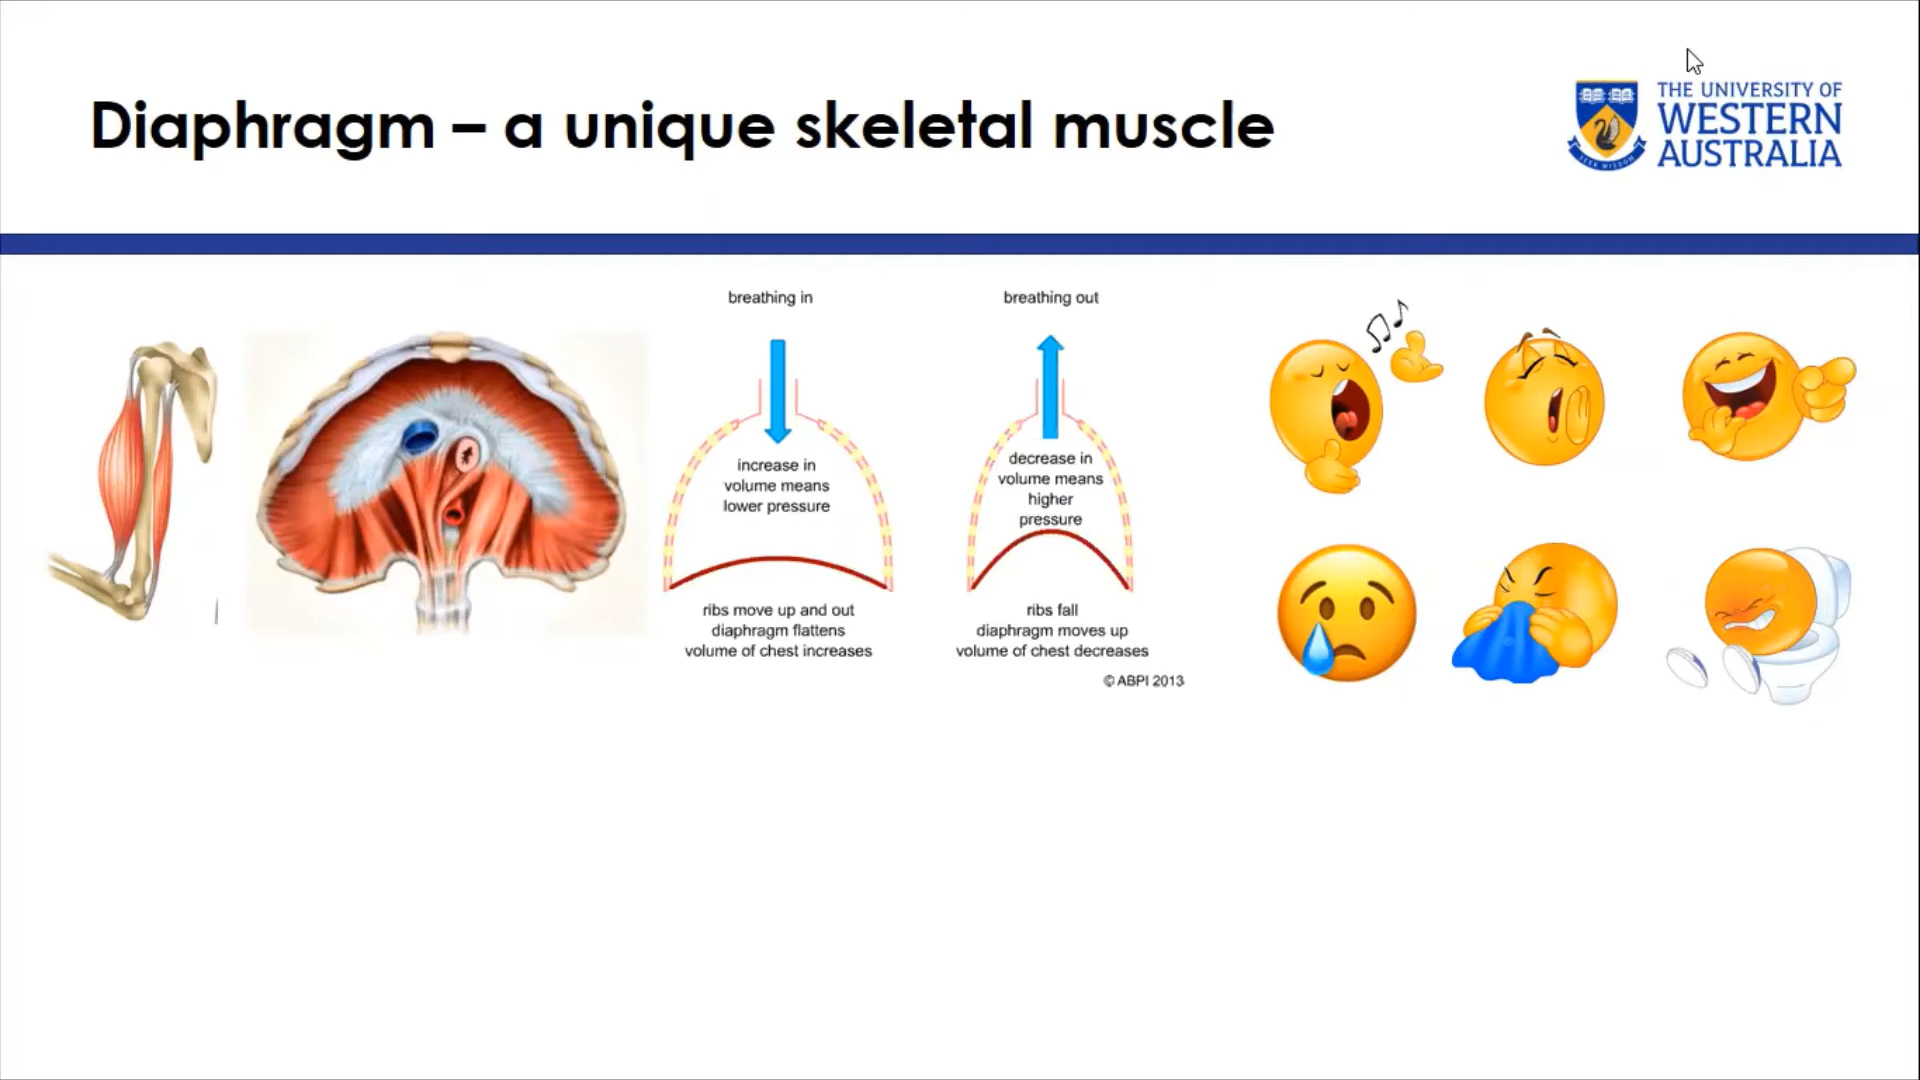 Diaphragm – a unique skeletal muscle
THE UNIVERSITY OF
WESTERN
AUSTRALIA
SEEK WISDOM
breathing in
increase in
volume means
lower pressure
ribs move up and out
diaphragm flattens
volume of chest increases
breathing out
decrease in
volume means
higher
pressure
ribs fall
diaphragm moves up
volume of chest decreases
© ABPI 2013